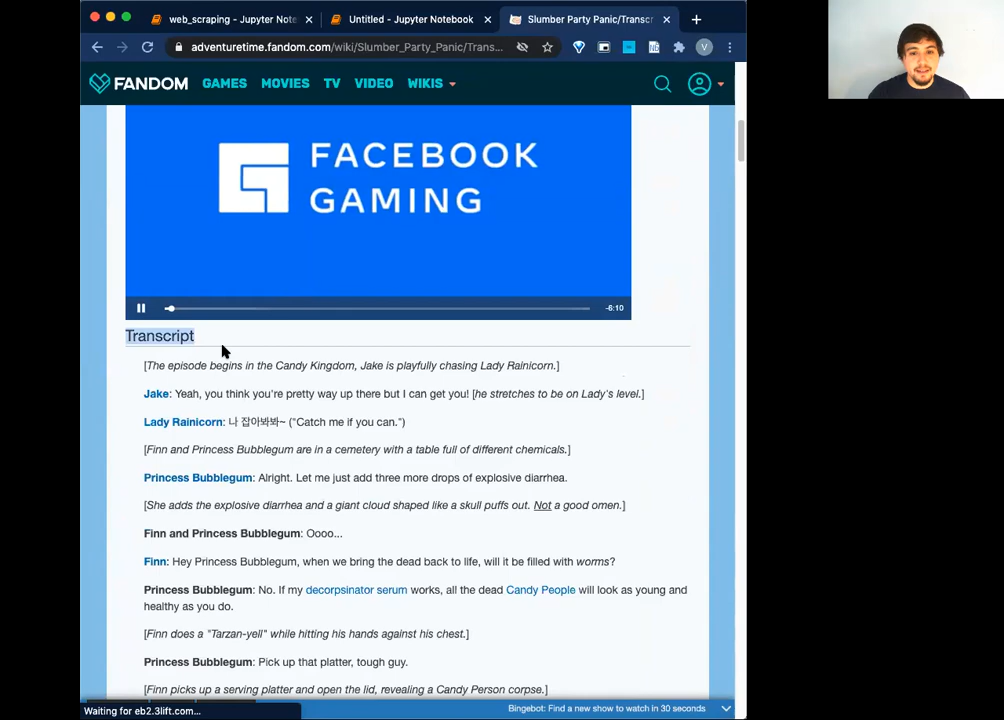 web_scraping - Jupyter Note
Untitled - Jupyter Notebook
Slumber Party Panic/Transcr
adventuretime.fandom.com/wiki/Slumber_Party_Panic/Trans...
V
FANDOM GAMES MOVIES TV VIDEO WIKIS
FACEBOOK
GAMING
-6:10
Transcript
[The episode begins in the Candy Kingdom, Jake is playfully chasing Lady Rainicorn.]
Jake: Yeah, you think you're pretty way up there but I can get you! [he stretches to be on Lady's level.]
Lady Rainicorn: 나 잡아봐봐~ ("Catch me if you can.")
[Finn and Princess Bubblegum are in a cemetery with a table full of different chemicals.]
Princess Bubblegum: Alright. Let me just add three more drops of explosive diarrhea.
[She adds the explosive diarrhea and a giant cloud shaped like a skull puffs out. Not a good omen.]
Finn and Princess Bubblegum: Oooo...
Finn: Hey Princess Bubblegum, when we bring the dead back to life, will it be filled with worms?
Princess Bubblegum: No. If my decorpsinator serum works, all the dead Candy People will look as young and
healthy as you do.
[Finn does a "Tarzan-yell" while hitting his hands against his chest.]
Princess Bubblegum: Pick up that platter, tough guy.
[Finn picks up a serving platter and open the lid, revealing a Candy Person corpse.]
Waiting for eb2.3lift.com...
Bingebot: Find a new show to watch in 30 seconds